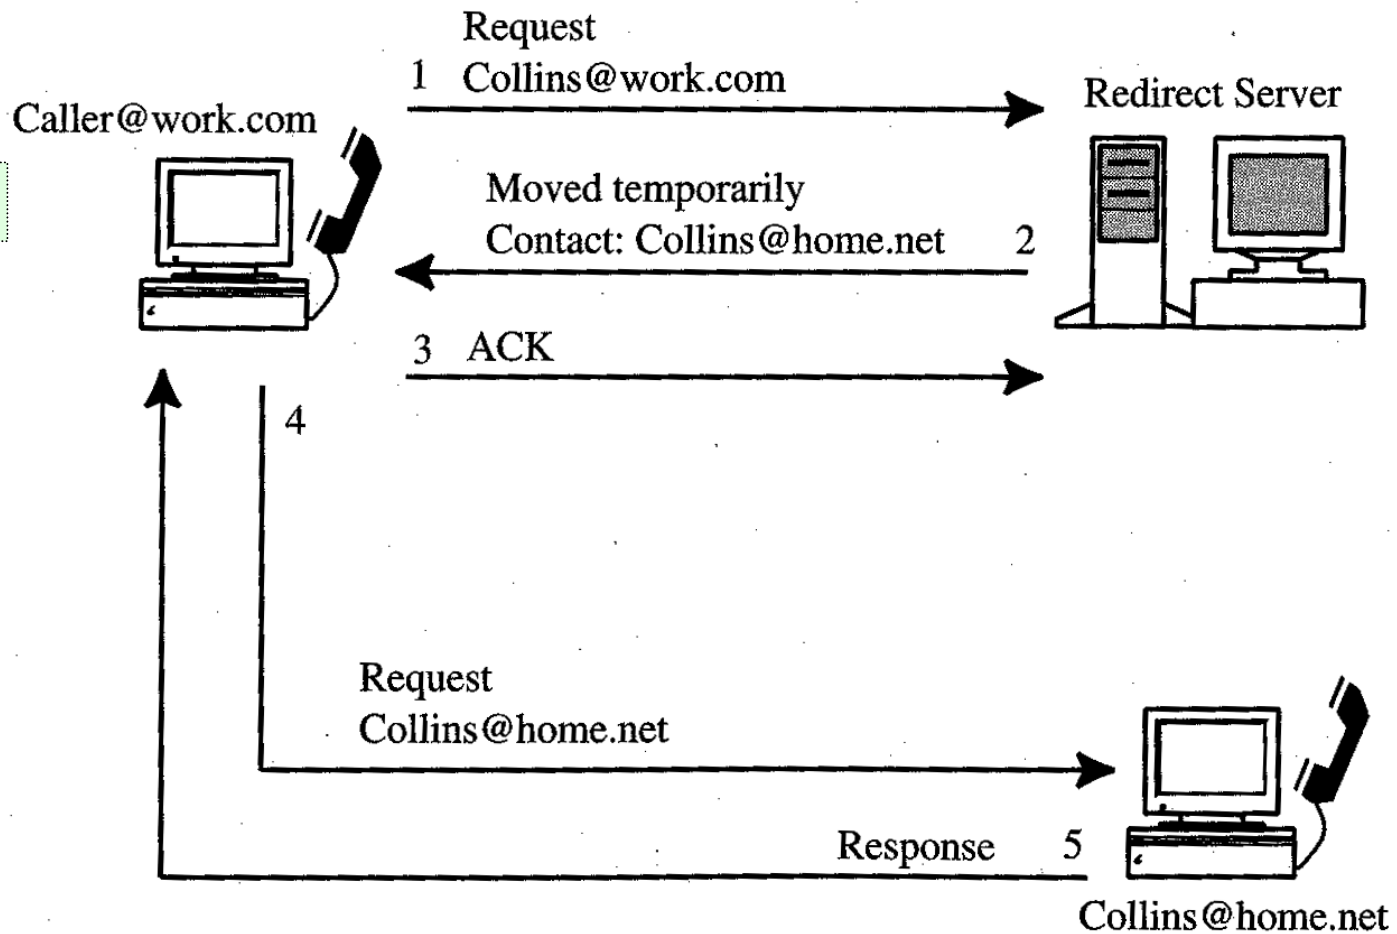 Request
1 Collins@work.com
Caller@work.com
Redirect Server
Moved temporarily
Contact: Collins@home.net 2
3 ACK
4
Request
Collins@home.net
Response 5
Collins@home.net